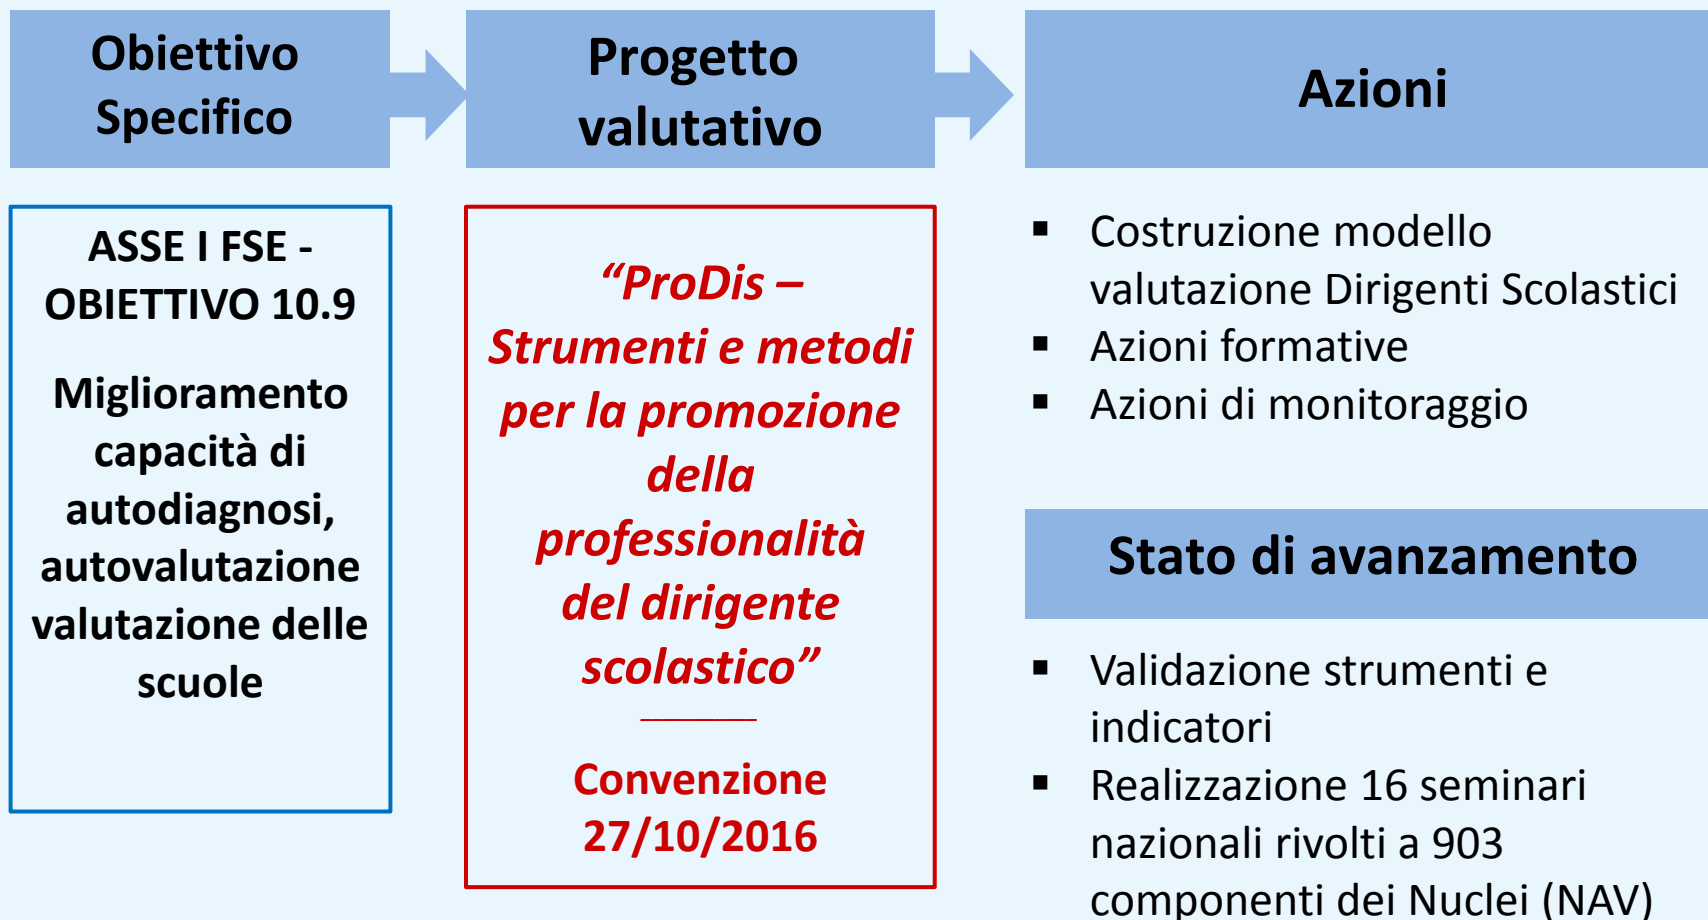 Obiettivo
Specifico
Progetto
valutativo
Azioni
ASSE I FSE -
OBIETTIVO 10.9
Miglioramento
capacità di
autodiagnosi,
autovalutazione
valutazione delle
scuole
“ProDis –
Strumenti e metodi
per la promozione
della
professionalità
del dirigente
scolastico”
Convenzione
27/10/2016
▪ Costruzione modello
valutazione Dirigenti Scolastici
▪ Azioni formative
▪ Azioni di monitoraggio
Stato di avanzamento
▪ Validazione strumenti e
indicatori
▪ Realizzazione 16 seminari
nazionali rivolti a 903
componenti dei Nuclei (NAV)